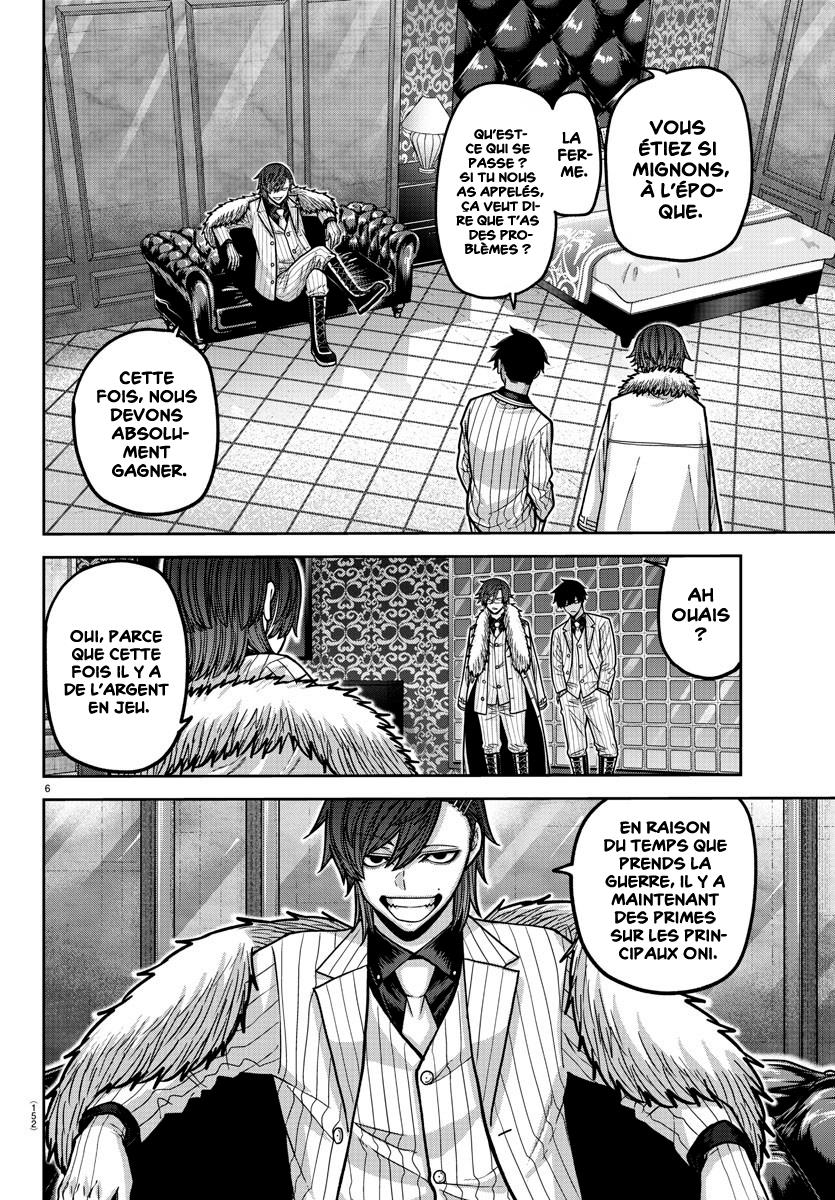 VOUS
ÉTIEZ SI
MIGNONS,
À L'ÉPO-
QUE.
LA
FER-
ME.
QU'EST-
CE QUI SE
PASSE ?
SI TU NOUS
AS APPELÉS,
ÇA VEUT DI-
RE QUE T'AS
DES PRO-
BLÈMES ?
CETTE
FOIS, NOUS
DEVONS
ABSOLU-
MENT
GAGNER.
AH
OUAIS
?
OUI, PARCE
QUE CETTE
FOIS IL Y A
DE L'ARGENT
EN JEU.
6
EN RAISON
DU TEMPS QUE
PRENDS LA
GUERRE, IL Y A
MAINTENANT
DES PRIMES
SUR LES PRIN-
CIPAUX ONI.
(152)